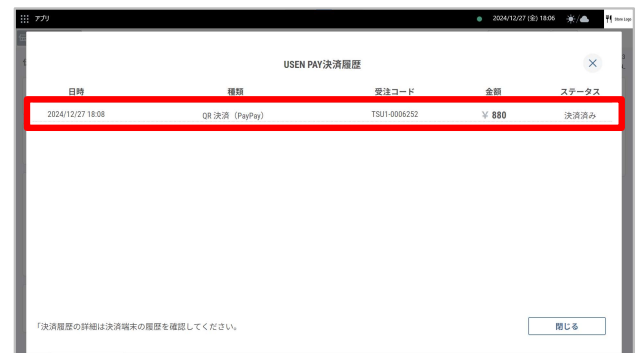 アプリ
2024/12/27 (金) 18:06
Store Logo
USEN PAY決済履歴
日時 種類 受注コード 金額 ステータス
2024/12/27 18:08 QR 決済（PayPay） TSU1-0006252 ￥ 880 決済済み
「決済履歴の詳細は決済端末の履歴を確認してください。
閉じる